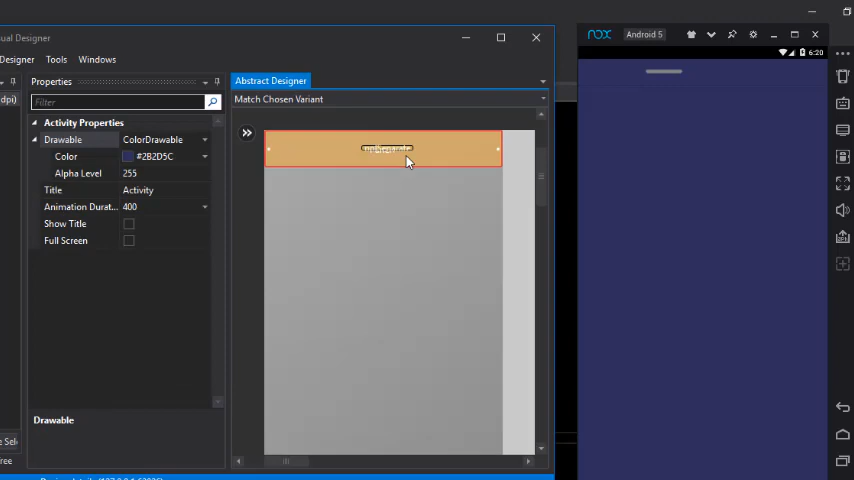 ual Designer
Designer
Tools
Windows
dpi)
Properties
Filter
Activity Properties
Drawable
ColorDrawable
Color
#2B2D5C
Alpha Level
255
Title
Activity
Animation Durat...
400
Show Title
Full Screen
Drawable
e Sel
ree
Abstract Designer
Match Chosen Variant
nox
Android 5
6:20